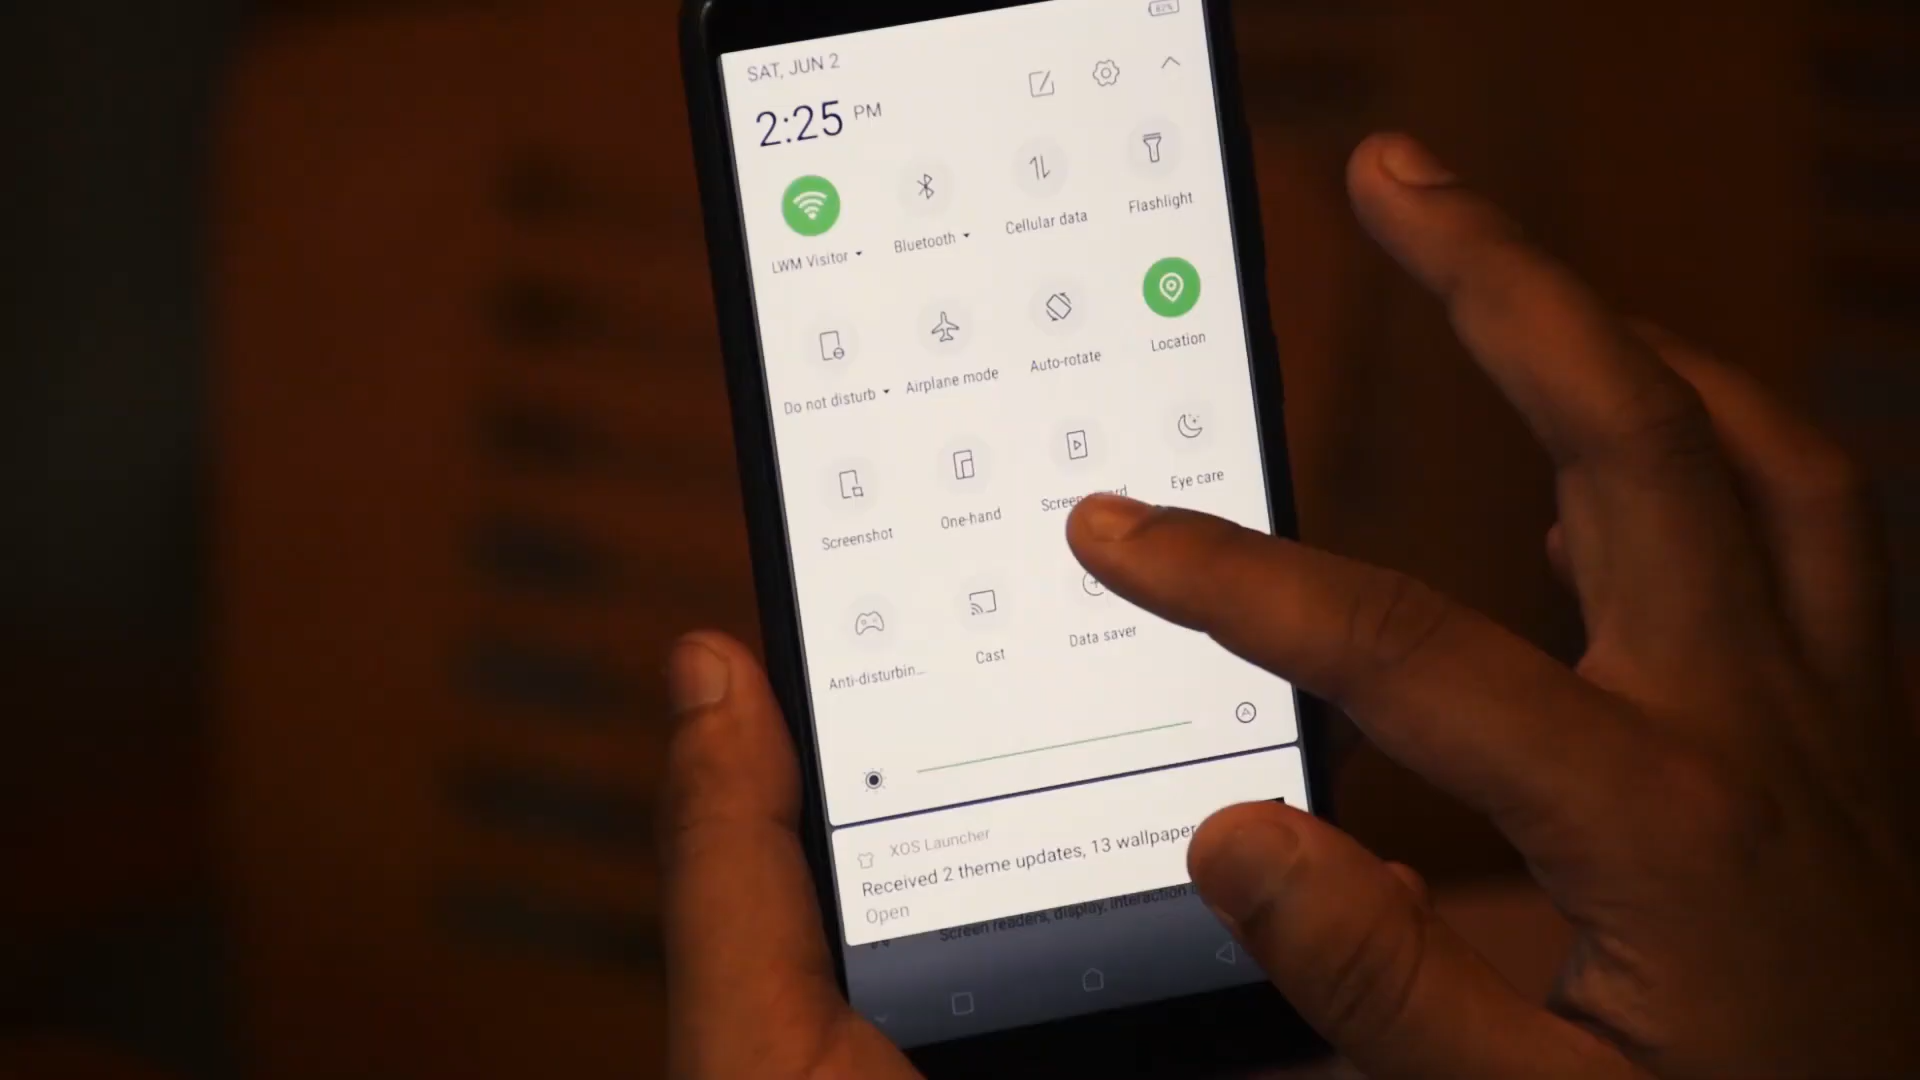 82%
SAT, JUN 2
2:25 PM
LWM Visitor
Bluetooth
Cellular data
Flashlight
Do not disturb
Airplane mode
Auto-rotate
Location
Screenshot
One-hand
Eye care
Anti-disturbin...
Cast
Data saver
XOS Launcher
Received 2 theme updates, 13 wallpaper
Open
Screen readers, display, interaction